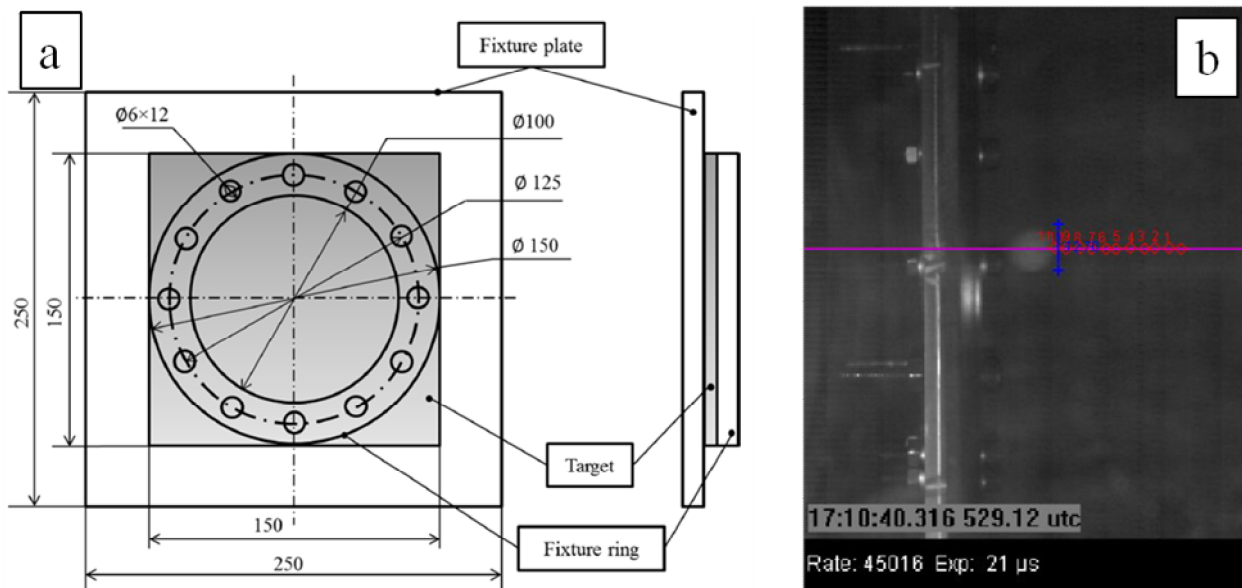 a
Fixture plate
b
Ø6×12
Ø100
Ø 125
Ø 150
250
150
Target
150
Fixture ring
250
17:10:40.316 529.12 utc
Rate: 45016 Exp: 21 µs